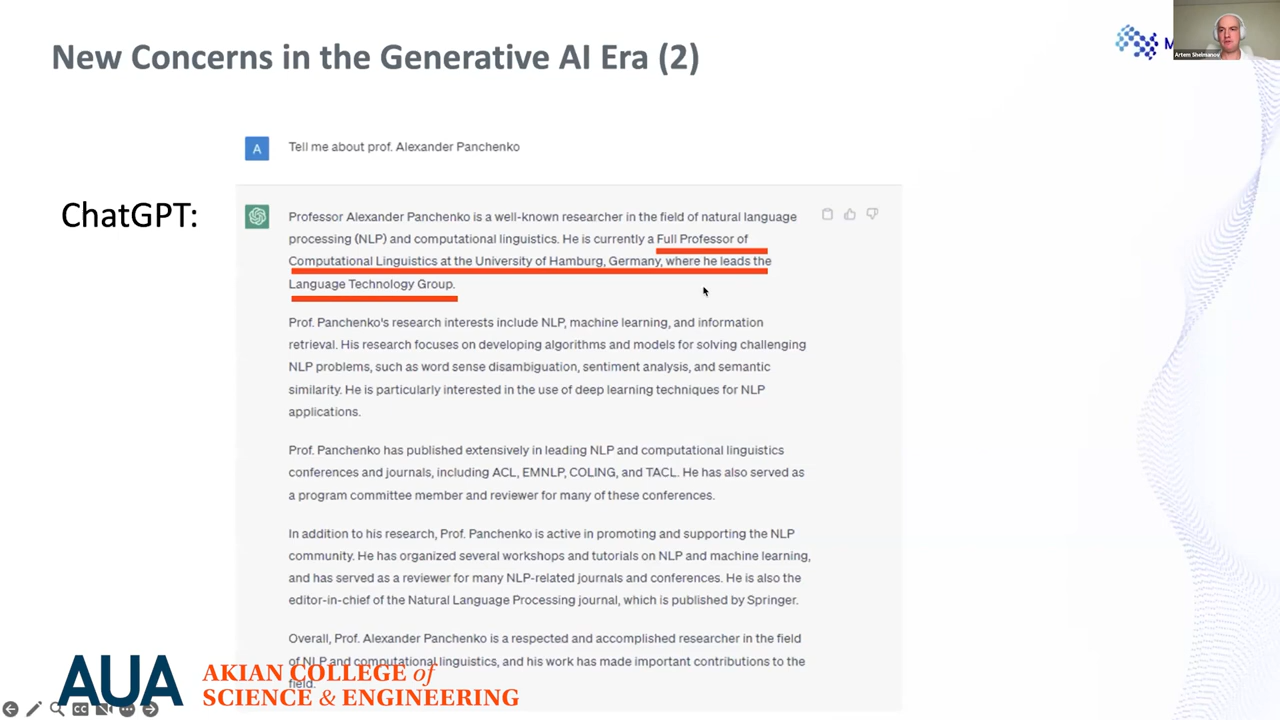 New Concerns in the Generative AI Era (2)
M
Artem Shelmanov
A
Tell me about prof. Alexander Panchenko
ChatGPT:
Professor Alexander Panchenko is a well-known researcher in the field of natural language
processing (NLP) and computational linguistics. He is currently a Full Professor of
Computational Linguistics at the University of Hamburg, Germany, where he leads the
Language Technology Group.
Prof. Panchenko's research interests include NLP, machine learning, and information
retrieval. His research focuses on developing algorithms and models for solving challenging
NLP problems, such as word sense disambiguation, sentiment analysis, and semantic
similarity. He is particularly interested in the use of deep learning techniques for NLP
applications.
Prof. Panchenko has published extensively in leading NLP and computational linguistics
conferences and journals, including ACL, EMNLP, COLING, and TACL. He has also served as
a program committee member and reviewer for many of these conferences.
In addition to his research, Prof. Panchenko is active in promoting and supporting the NLP
community. He has organized several workshops and tutorials on NLP and machine learning,
and has served as a reviewer for many NLP-related journals and conferences. He is also the
editor-in-chief of the Natural Language Processing journal, which is published by Springer.
Overall, Prof. Alexander Panchenko is a respected and accomplished researcher in the field
of NLP and computational linguistics, and his work has made important contributions to the
field.
AUA AKIAN COLLEGE of
SCIENCE & ENGINEERING
CC